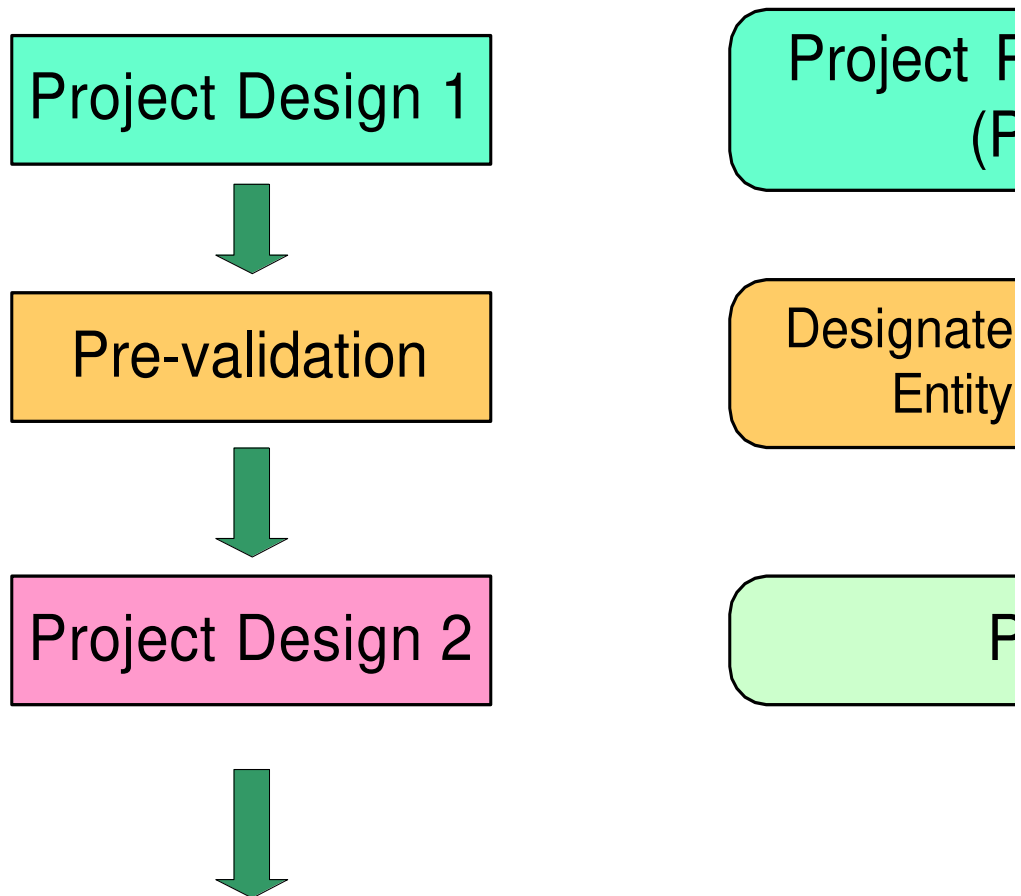 Project Design 1
Project P
(P
Pre-validation
Designate
Entity
Project Design 2
P